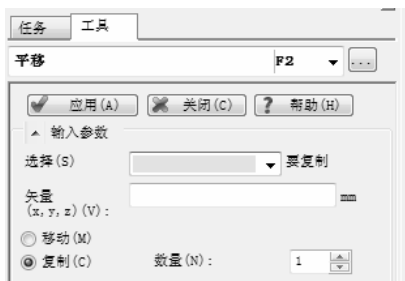 任务 工具
平移 F2 ...
应用(A) 关闭(C) ? 帮助(H)
输入参数
选择(S) 要复制
矢量
(x,y,z)(V): mm
移动(M)
复制(C) 数量(N): 1